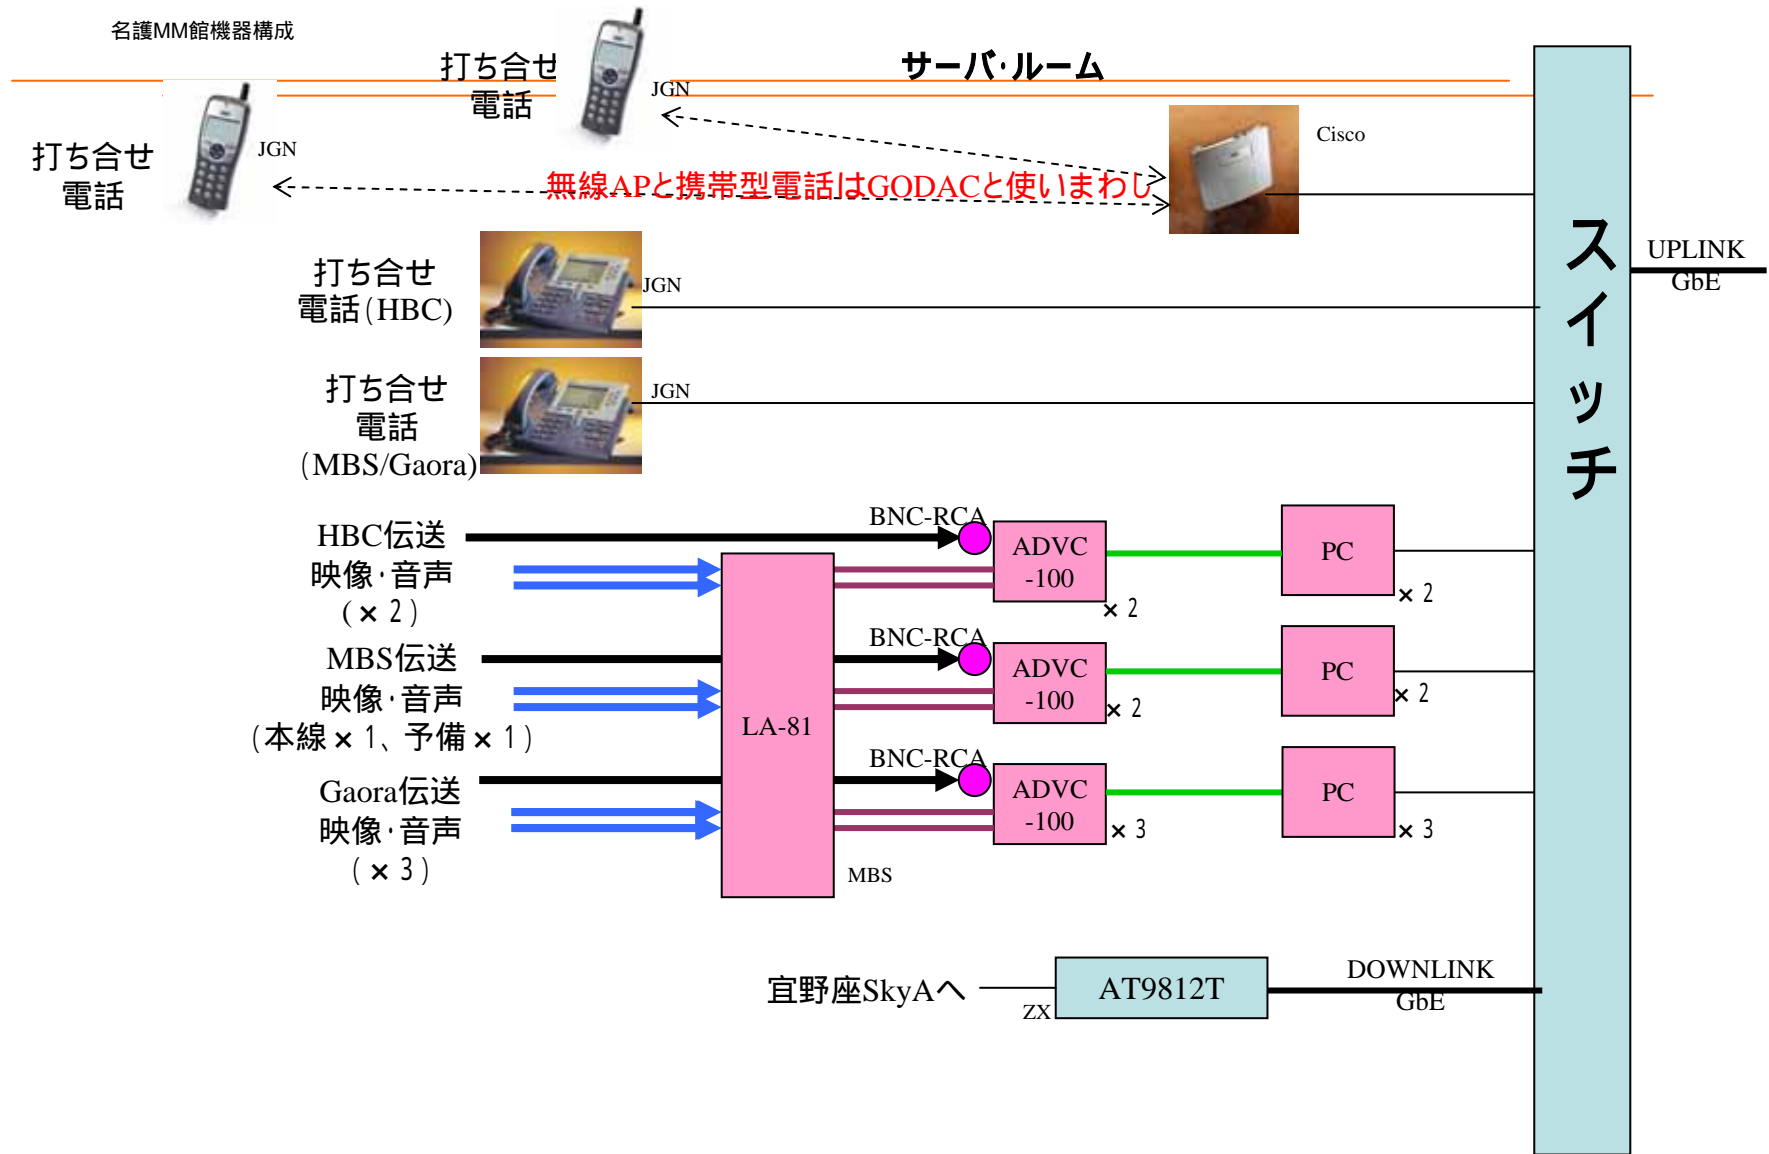 名護MM館機器構成
打ち合せ
電話
JGN
サーバ・ルーム
打ち合せ
電話
JGN
Cisco
無線APと携帯型電話はGODACと使いまわし
打ち合せ
電話(HBC)
JGN
スイッチ
UPLINK
GbE
打ち合せ
電話
(MBS/Gaora)
JGN
HBC伝送
映像・音声
(×2)
BNC-RCA
ADVC
-100
×2
PC
×2
MBS伝送
映像・音声
(本線×1、予備×1)
LA-81
BNC-RCA
ADVC
-100
×2
PC
×2
Gaora伝送
映像・音声
(×3)
BNC-RCA
ADVC
-100
×3
PC
×3
MBS
宜野座SkyAへ
ZX
AT9812T
DOWNLINK
GbE